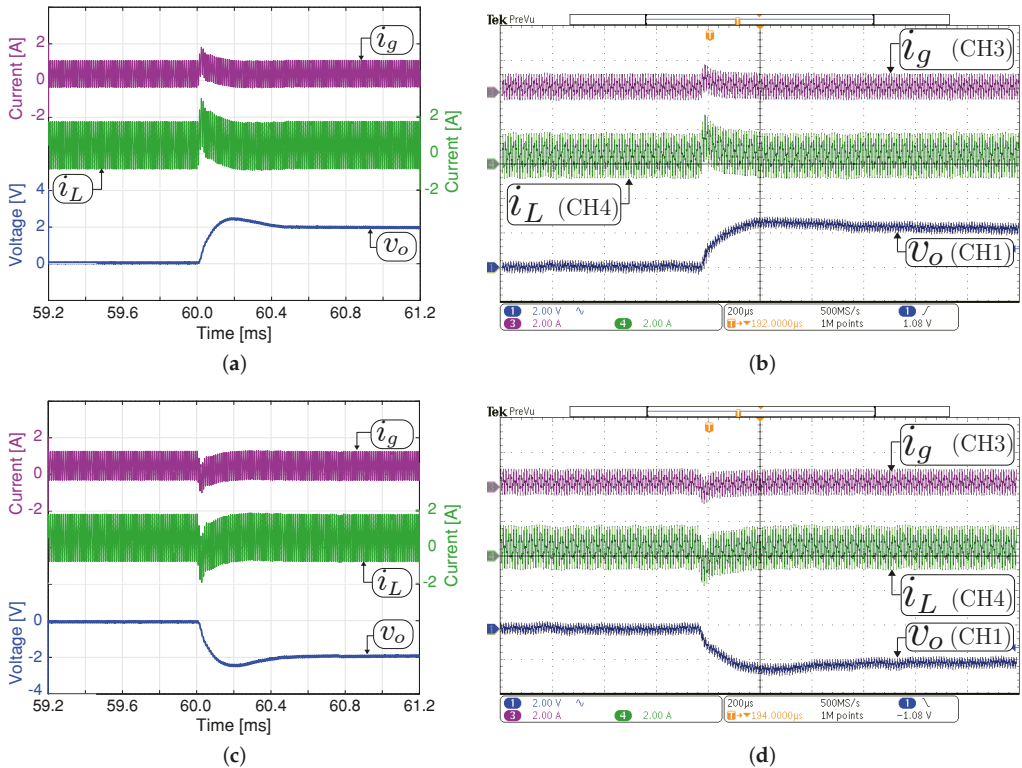 (a)
Current [A]
2
0
-2
i_g
2
0
-2
Current [A]
i_L
Voltage [V]
4
2
0
v_o
59.2 59.6 60.0 60.4 60.8 61.2
Time [ms]
(a)
Tek PreVu
T
i_g (CH3)
i_L (CH4)
v_o (CH1)
1 2.00 V ∿
3 2.00 A 4 2.00 A
200µs 500MS/s 1
T→▼192.0000µs 1M points 1.08 V
(b)
Current [A]
2
0
-2
i_g
2
0
-2
Current [A]
i_L
Voltage [V]
0
-2
-4
v_o
59.2 59.6 60.0 60.4 60.8 61.2
Time [ms]
(c)
Tek PreVu
T
i_g (CH3)
i_L (CH4)
v_o (CH1)
1 2.00 V ∿
3 2.00 A 4 2.00 A
200µs 500MS/s 1
T→▼194.0000µs 1M points −1.08 V
(d)